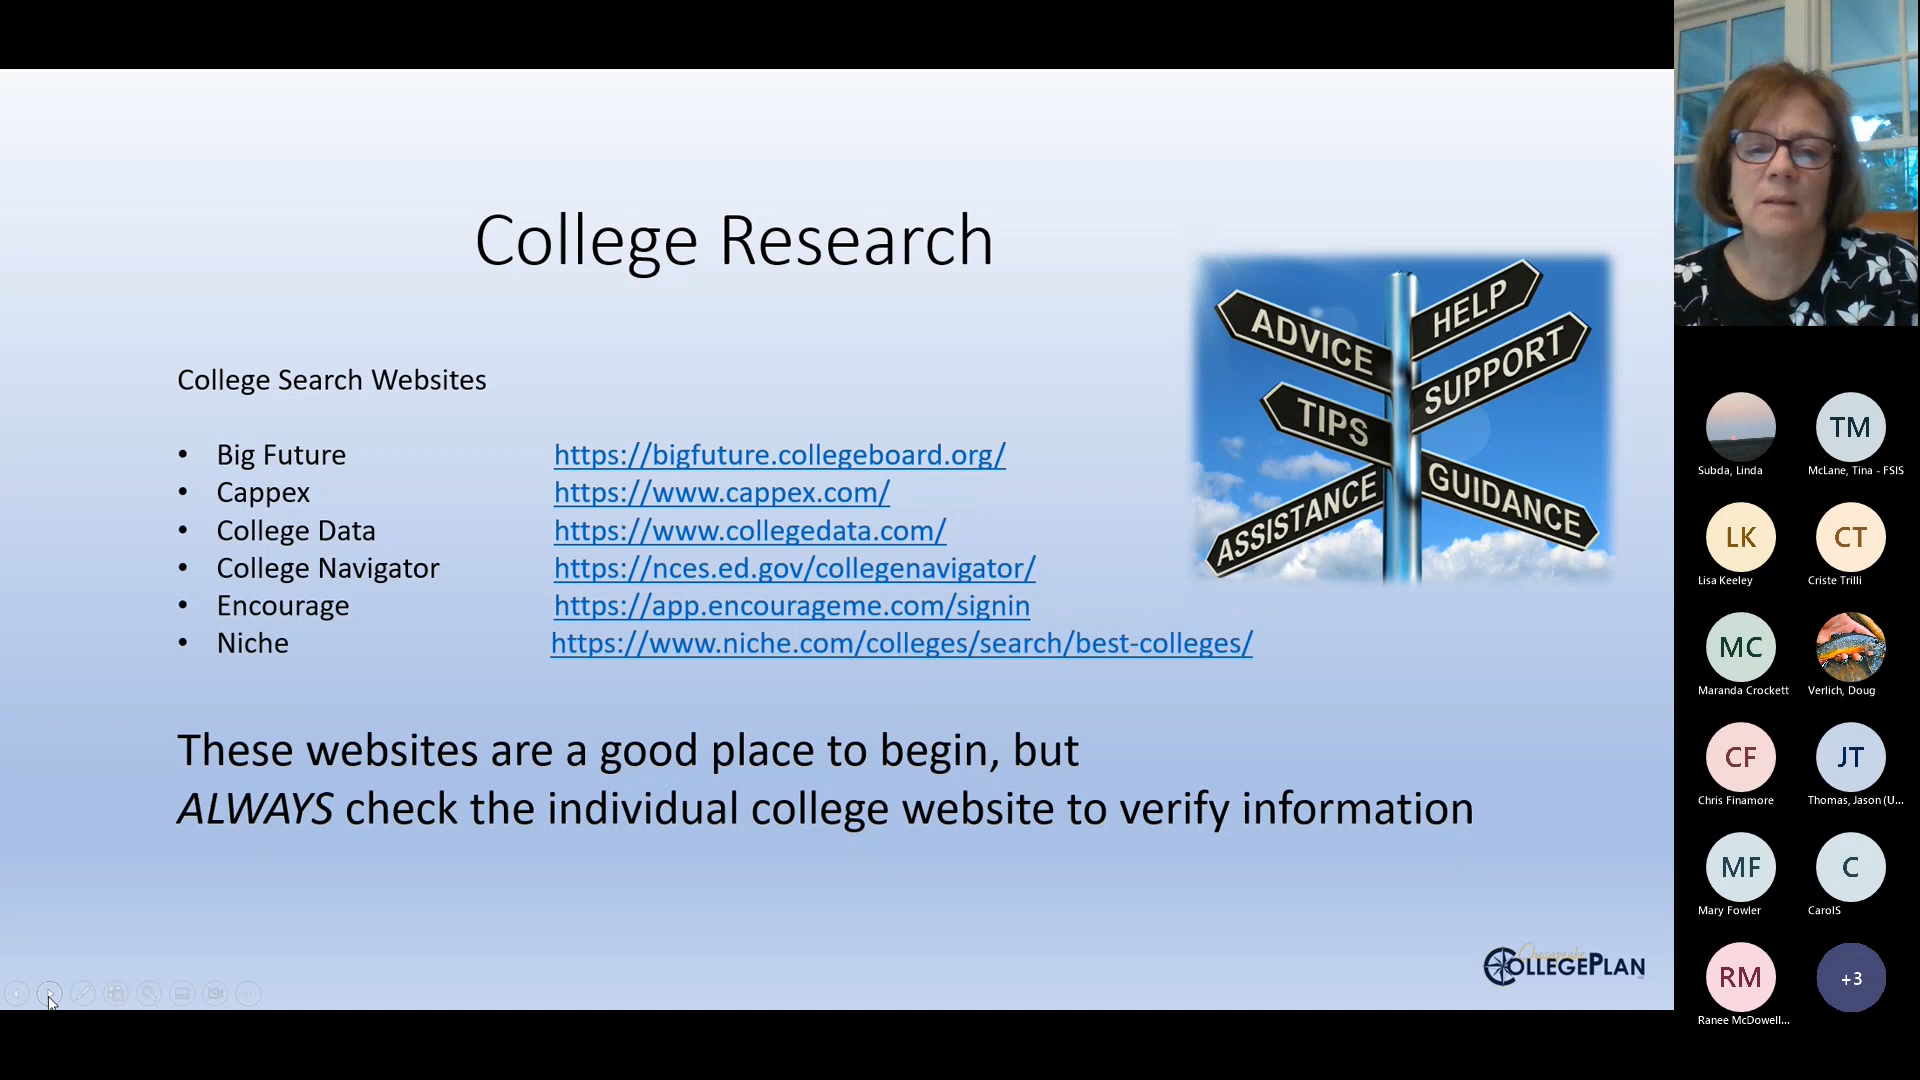 College Research
College Search Websites
• Big Future https://bigfuture.collegeboard.org/
• Cappex https://www.cappex.com/
• College Data https://www.collegedata.com/
• College Navigator https://nces.ed.gov/collegenavigator/
• Encourage https://app.encourageme.com/signin
• Niche https://www.niche.com/colleges/search/best-colleges/
These websites are a good place to begin, but
ALWAYS check the individual college website to verify information
ADVICE
HELP
SUPPORT
TIPS
GUIDANCE
ASSISTANCE
Chesapeake
COLLEGEPLAN
Subda, Linda
TM
McLane, Tina - FSIS
LK
Lisa Keeley
CT
Criste Trilli
MC
Maranda Crockett
Verlich, Doug
CF
Chris Finamore
JT
Thomas, Jason (U...
MF
Mary Fowler
C
CarolS
RM
Ranee McDowell...
+3